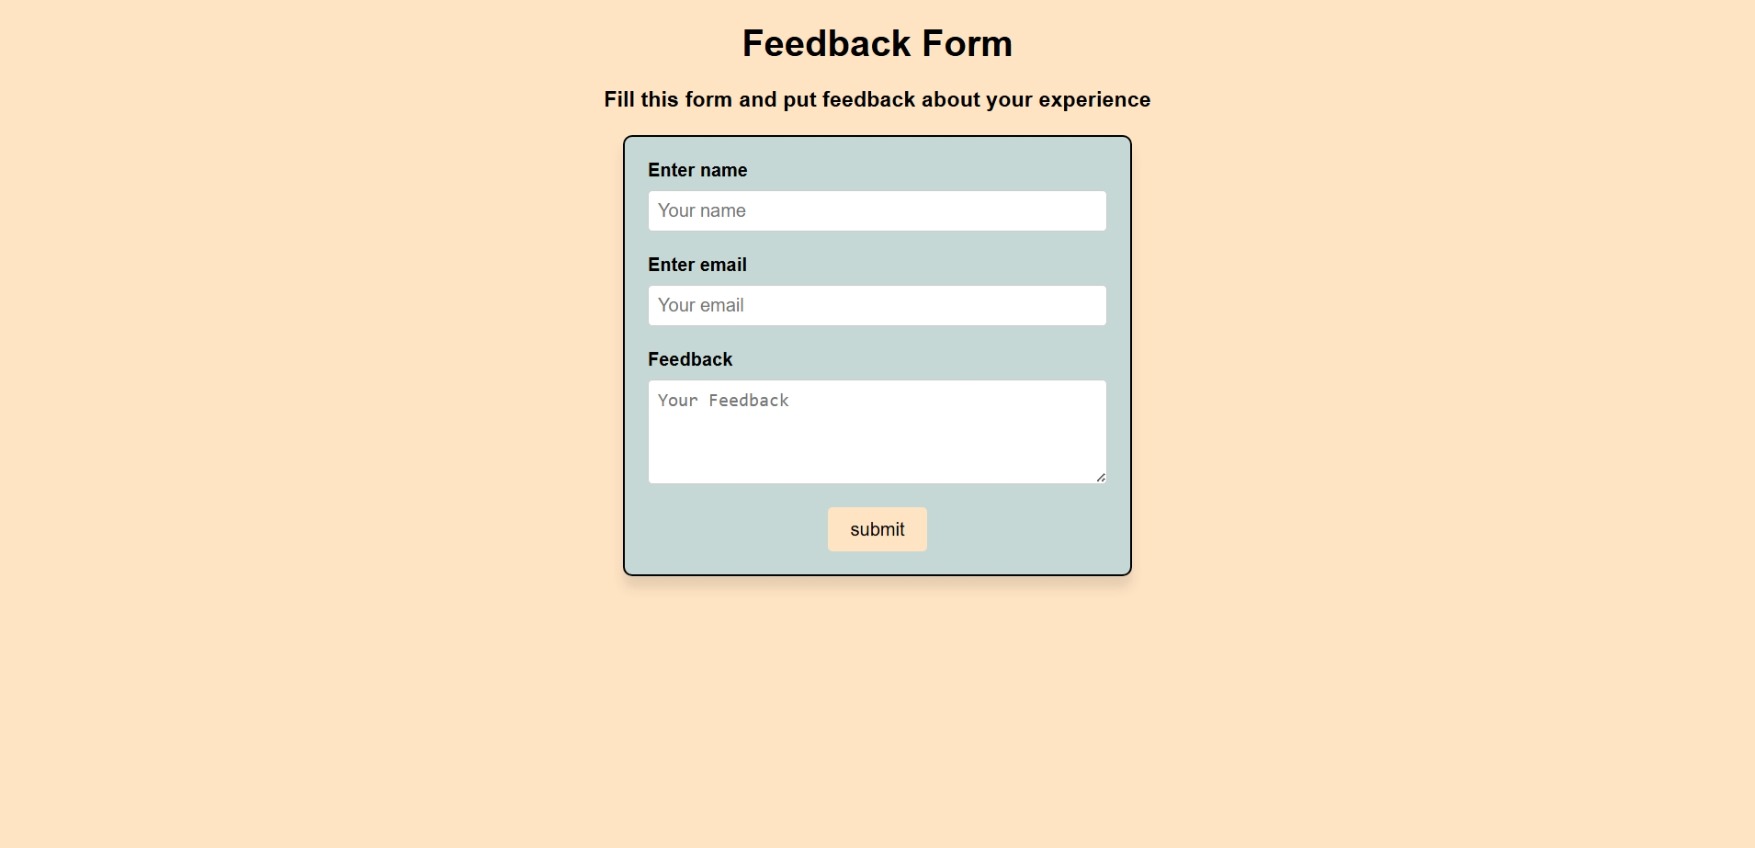 Feedback Form
Fill this form and put feedback about your experience
Enter name
Your name
Enter email
Your email
Feedback
Your Feedback
submit